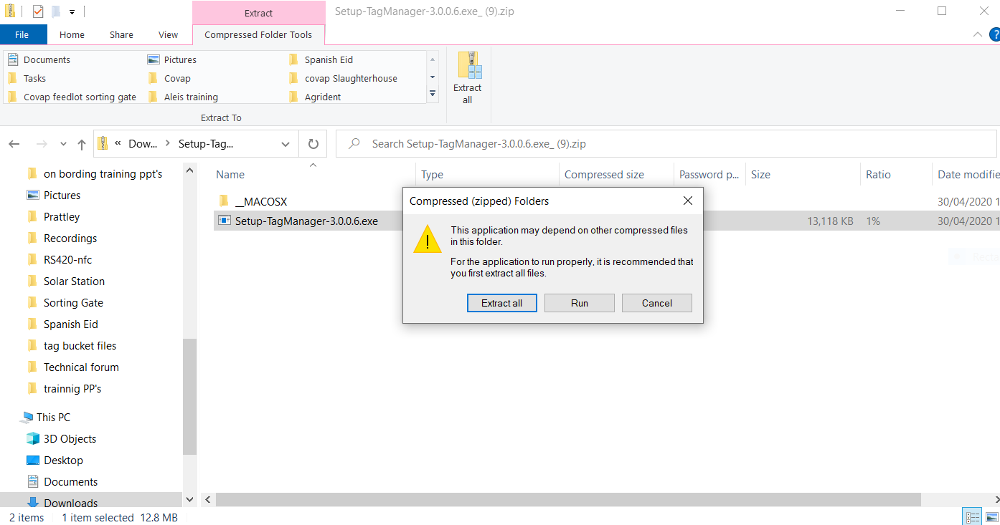 Extract
Setup-TagManager-3.0.0.6.exe_ (9).zip
File
Home
Share
View
Compressed Folder Tools
?
Documents
Pictures
Spanish Eid
Tasks
Covap
covap Slaughterhouse
Covap feedlot sorting gate
Aleis training
Agrident
Extract To
Extract
all
« Dow... > Setup-Tag...
Search Setup-TagManager-3.0.0.6.exe_ (9).zip
on bording training ppt's
Pictures
Prattley
Recordings
RS420-nfc
Solar Station
Sorting Gate
Spanish Eid
tag bucket files
Technical forum
trainnig PP's
This PC
3D Objects
Desktop
Documents
Downloads
Name
Type
Compressed size
Password p...
Size
Ratio
Date modifie
__MACOSX
30/04/2020 1
Setup-TagManager-3.0.0.6.exe
13,118 KB
1%
30/04/2020 1
Compressed (zipped) Folders
This application may depend on other compressed files
in this folder.
For the application to run properly, it is recommended that
you first extract all files.
Extract all
Run
Cancel
2 items
1 item selected
12.8 MB